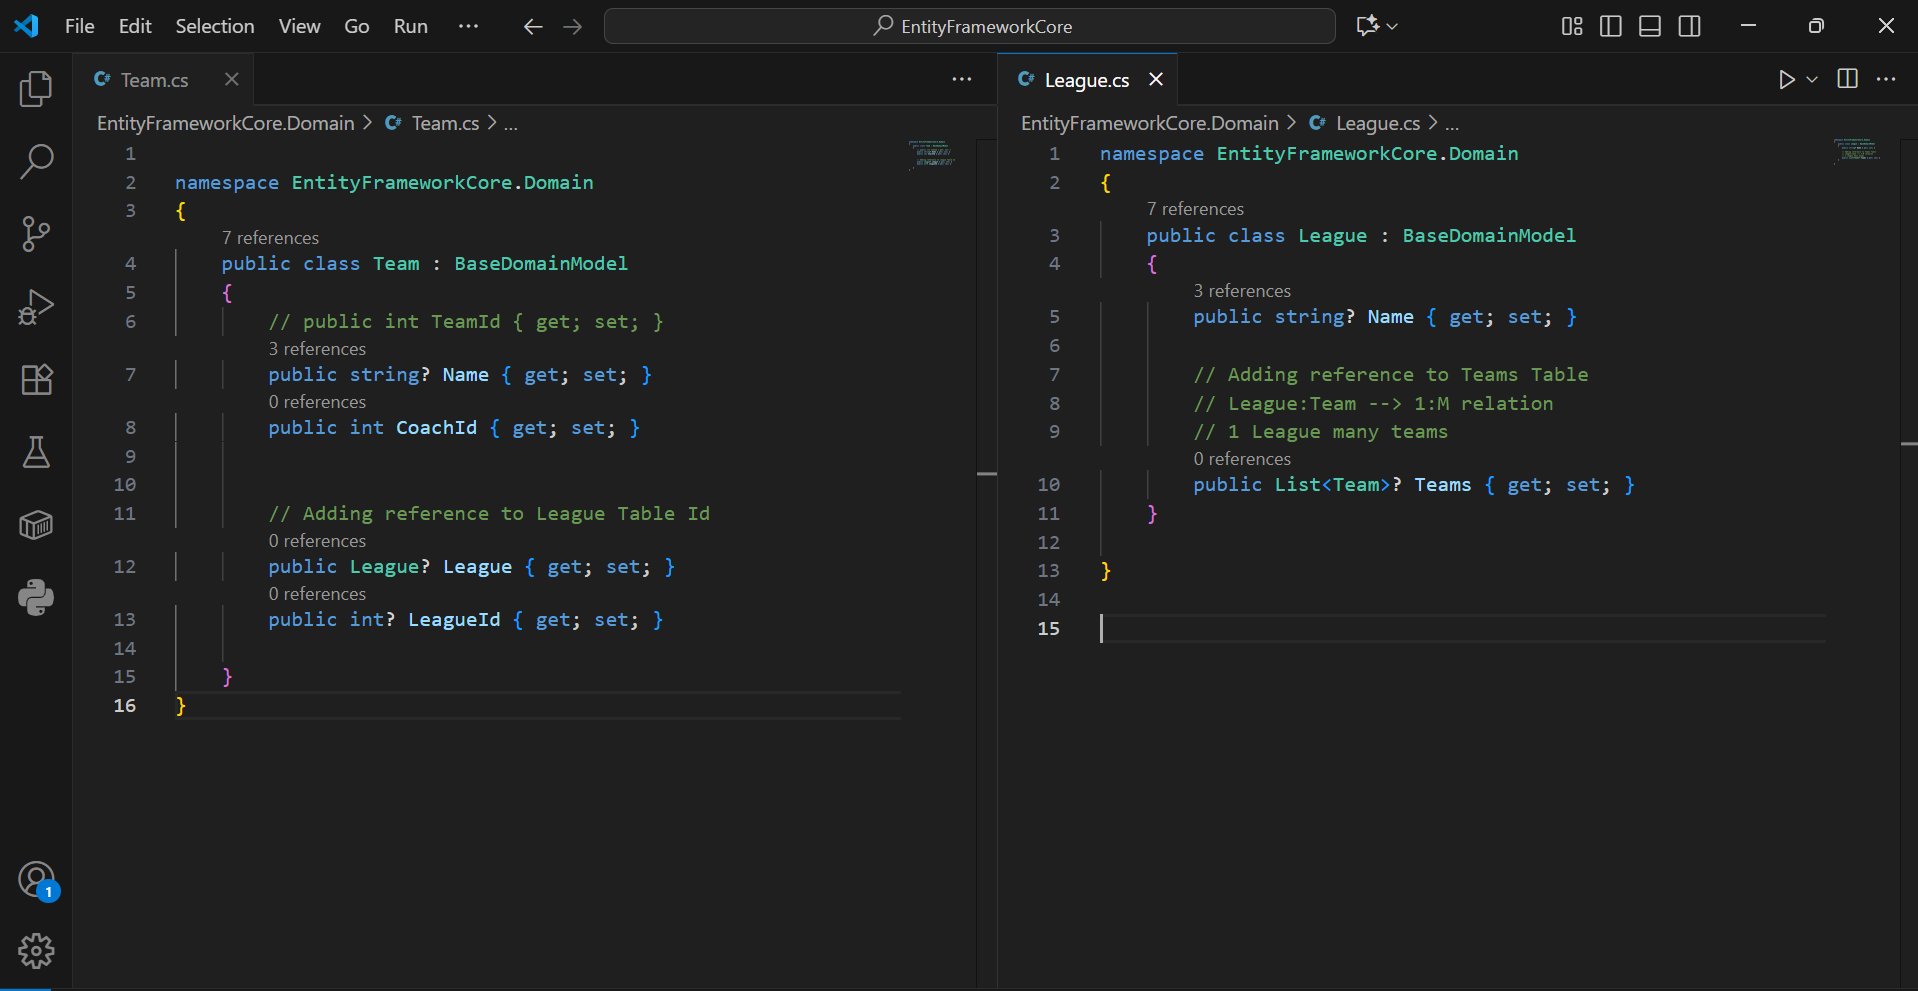 File Edit Selection View Go Run ··· EntityFrameworkCore
Team.cs
EntityFrameworkCore.Domain > Team.cs > ...
1
2 namespace EntityFrameworkCore.Domain
3 {
7 references
4 public class Team : BaseDomainModel
5 {
6 // public int TeamId { get; set; }
3 references
7 public string? Name { get; set; }
0 references
8 public int CoachId { get; set; }
9
10
11 // Adding reference to League Table Id
0 references
12 public League? League { get; set; }
0 references
13 public int? LeagueId { get; set; }
14
15 }
16 }
League.cs
EntityFrameworkCore.Domain > League.cs > ...
1 namespace EntityFrameworkCore.Domain
2 {
7 references
3 public class League : BaseDomainModel
4 {
3 references
5 public string? Name { get; set; }
6
7 // Adding reference to Teams Table
8 // League:Team --> 1:M relation
9 // 1 League many teams
0 references
10 public List<Team>? Teams { get; set; }
11 }
12
13 }
14
15
1